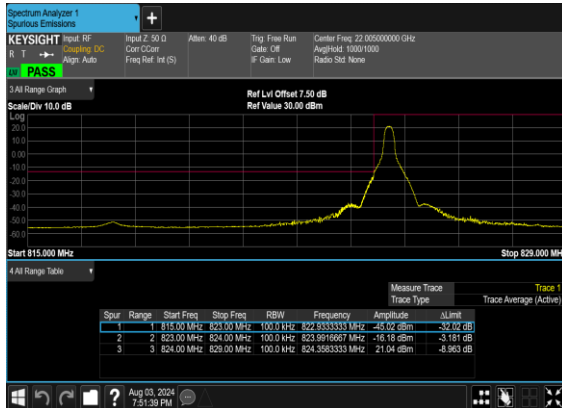 Spectrum Analyzer 1
Spurious Emissions
KEYSIGHT
R T
Input: RF
Coupling: DC
Align: Auto
Input Z: 50 Ω
Corr CCorr
Freq Ref: Int (S)
Atten: 40 dB
Trig: Free Run
Gate: Off
IF Gain: Low
Center Freq: 22.005000000 GHz
Avg|Hold: 1000/1000
Radio Std: None
PASS
3 All Range Graph
Scale/Div 10.0 dB
Ref Lvl Offset 7.50 dB
Ref Value 30.00 dBm
Log
20.0
10.0
0.00
-10.0
-20.0
-30.0
-40.0
-50.0
-60.0
Start 815.000 MHz
Stop 829.000 MHz
4 All Range Table
Measure Trace Trace 1
Trace Type Trace Average (Active)
Spur Range Start Freq Stop Freq RBW Frequency Amplitude ΔLimit
1 1 815.00 MHz 823.00 MHz 100.0 kHz 822.9333333 MHz -45.02 dBm -32.02 dB
2 2 823.00 MHz 824.00 MHz 100.0 kHz 823.9916667 MHz -16.18 dBm -3.181 dB
3 3 824.00 MHz 829.00 MHz 100.0 kHz 824.3583333 MHz 21.04 dBm -8.963 dB
Aug 03, 2024
7:51:39 PM